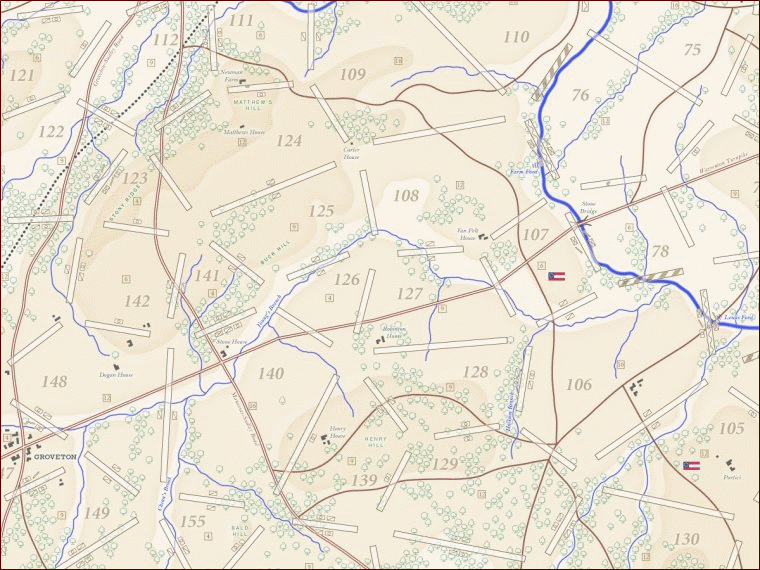 111
112
110
75
121
109
Newman
Farm
76
MATTHEW'S
HILL
122
Matthews House
124
Carter
House
Warrenton Turnpike
123
Farm Ford
STONY RIDGE
108
125
Stone
Bridge
Van Pelt
House
107
BUCK HILL
78
141
126
127
142
Young's Branch
Lewis Ford
Robinson
House
Stone House
Dogan House
148
140
128
106
Henry
House
HENRY
HILL
105
GROVETON
47
129
Portici
139
149
155
BALD
HILL
130